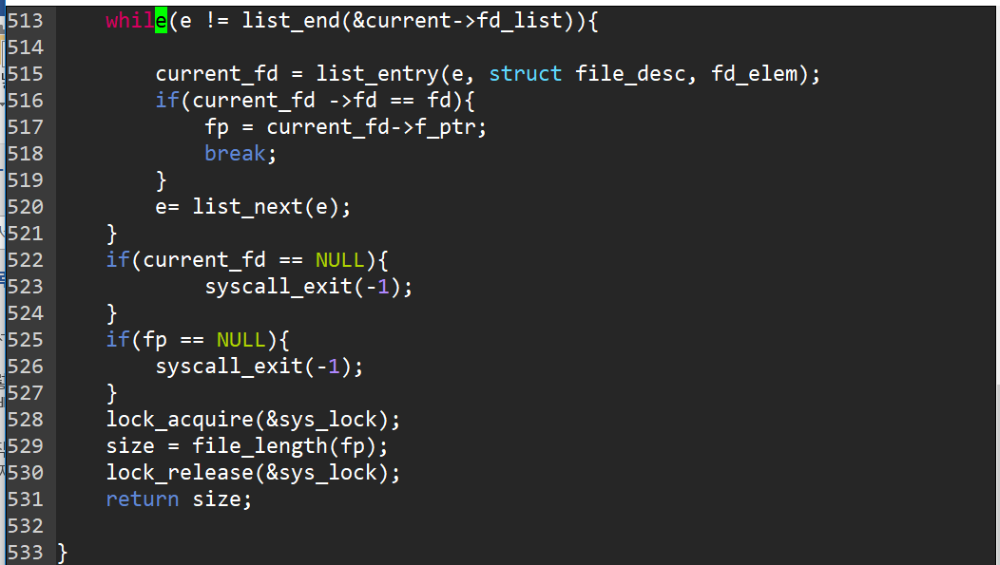 513     while(e != list_end(&current->fd_list)){
514
515         current_fd = list_entry(e, struct file_desc, fd_elem);
516         if(current_fd ->fd == fd){
517             fp = current_fd->f_ptr;
518             break;
519         }
520         e= list_next(e);
521     }
522     if(current_fd == NULL){
523             syscall_exit(-1);
524     }
525     if(fp == NULL){
526         syscall_exit(-1);
527     }
528     lock_acquire(&sys_lock);
529     size = file_length(fp);
530     lock_release(&sys_lock);
531     return size;
532
533 }